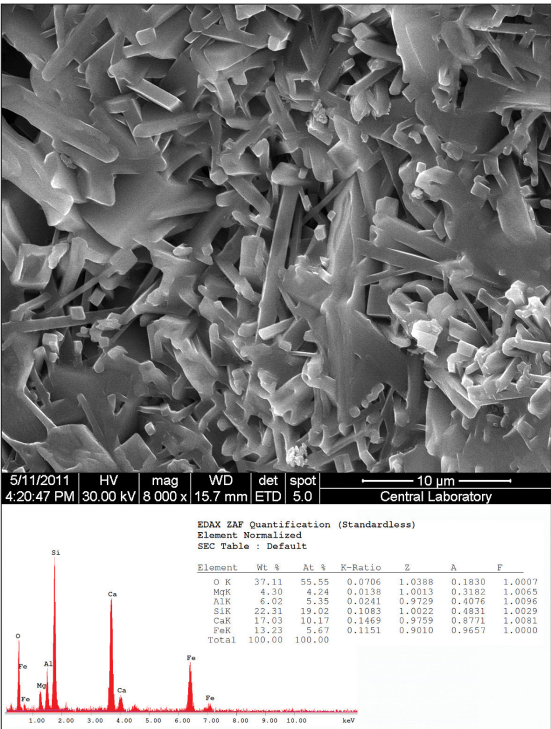 5/11/2011 HV mag WD det spot 10 µm
4:20:47 PM 30.00 kV 8 000 x 15.7 mm ETD 5.0 Central Laboratory
EDAX ZAF Quantification (Standardless)
Element Normalized
SEC Table : Default
Element Wt % At % K-Ratio Z A F
O K 37.11 55.55 0.0706 1.0388 0.1830 1.0007
MgK 4.30 4.24 0.0138 1.0013 0.3182 1.0065
AlK 6.02 5.35 0.0241 0.9729 0.4076 1.0096
SiK 22.31 19.02 0.1083 1.0022 0.4831 1.0029
CaK 17.03 10.17 0.1469 0.9759 0.8771 1.0081
FeK 13.23 5.67 0.1151 0.9010 0.9657 1.0000
Total 100.00 100.00
Si
Ca
O
Fe
Al
Fe
Mg
Ca
Fe
Fe
1.00 2.00 3.00 4.00 5.00 6.00 7.00 8.00 9.00 10.00 keV